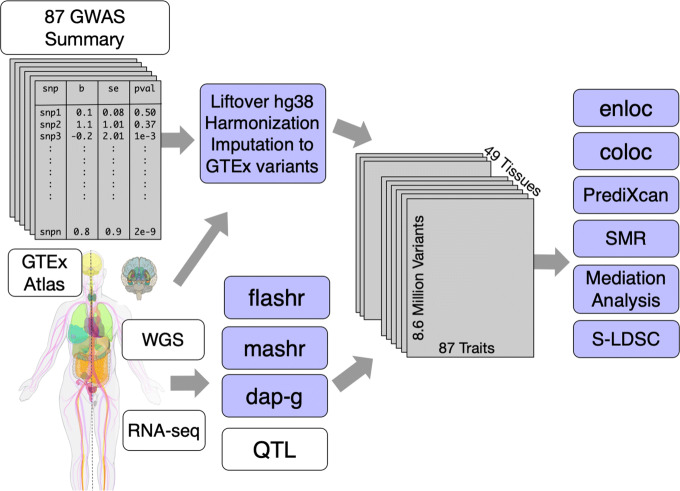 87 GWAS
Summary
snp b se pval
snp1 0.1 0.08 0.50
snp2 1.1 1.01 0.37
snp3 -0.2 2.01 1e-3
snpn 0.8 0.9 2e-9
Liftover hg38
Harmonization
Imputation to
GTEx variants
GTEx
Atlas
WGS
RNA-seq
flashr
mashr
dap-g
QTL
49 Tissues
8.6 Million Variants
87 Traits
enloc
coloc
PrediXcan
SMR
Mediation
Analysis
S-LDSC